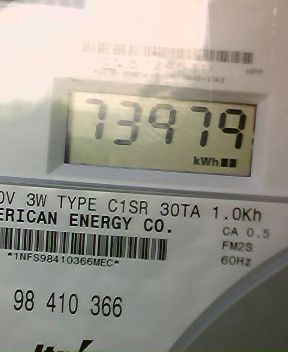 73979
kWh
0V 3W TYPE C1SR 30TA 1.0Kh
ERICAN ENERGY CO.
CA 0.5
FM2S
60Hz
*1NFS98410366MEC*
98 410 366